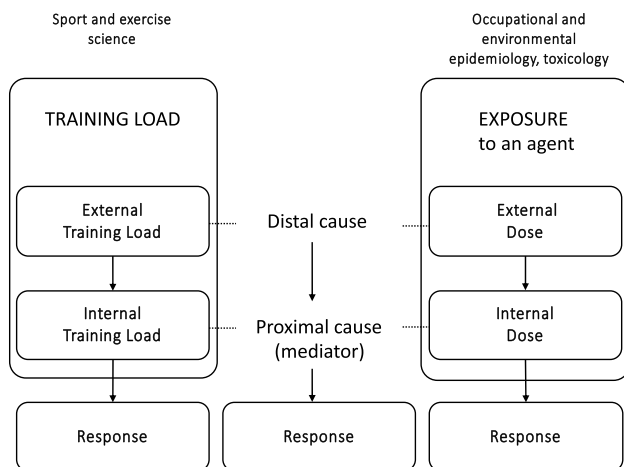 Sport and exercise
science
Occupational and
environmental
epidemiology, toxicology
TRAINING LOAD
EXPOSURE
to an agent
External
Training Load
Distal cause
External
Dose
Internal
Training Load
Proximal cause
(mediator)
Internal
Dose
Response
Response
Response